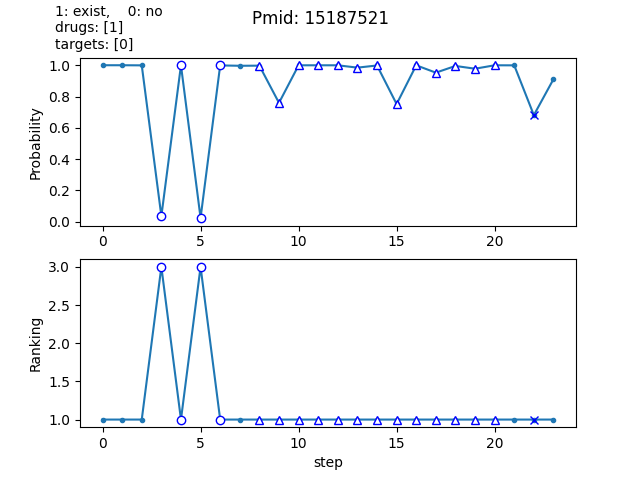 1: exist,    0: no
drugs: [1]
targets: [0]
Pmid: 15187521
1.0
0.8
0.6
0.4
0.2
0.0
Probability
0 5 10 15 20
3.0
2.5
2.0
1.5
1.0
Ranking
0 5 10 15 20
step